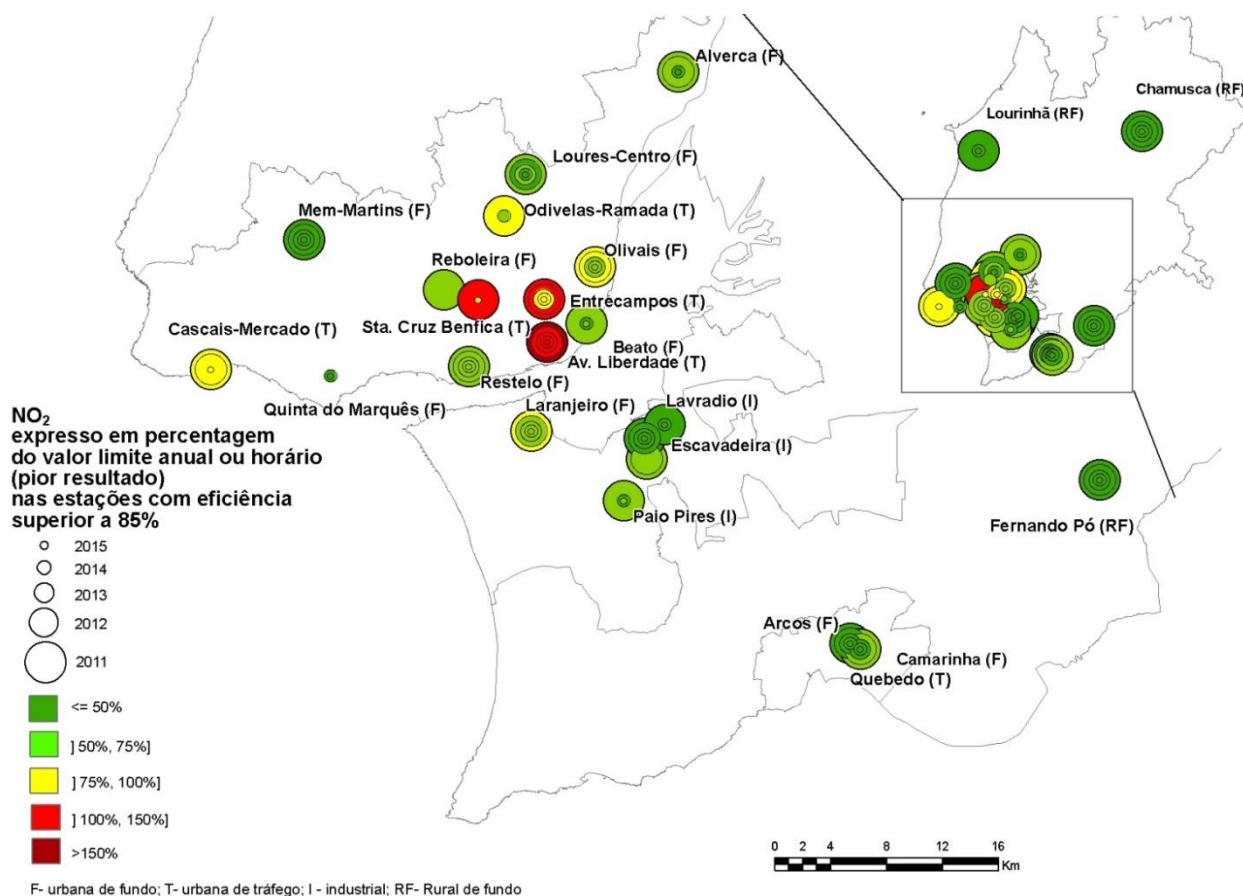 Alverca (F)
Chamusca (RF)
Lourinhã (RF)
Loures-Centro (F)
Mem-Martins (F)
Odivelas-Ramada (T)
Olivais (F)
Reboleira (F)
Entrecampos (T)
Cascais-Mercado (T)
Sta. Cruz Benfica (T)
Beato (F)
Av. Liberdade (T)
Restelo (F)
Quinta do Marquês (F)
Laranjeiro (F)
Lavradio (I)
Escavadeira (I)
Paio Pires (I)
Fernando Pó (RF)
Arcos (F)
Camarinha (F)
Quebedo (T)
NO2
expresso em percentagem
do valor limite anual ou horário
(pior resultado)
nas estações com eficiência
superior a 85%
2015
2014
2013
2012
2011
<= 50%
] 50%, 75%]
] 75%, 100%]
] 100%, 150%]
>150%
0 2 4 8 12 16
Km
F- urbana de fundo; T- urbana de tráfego; I - industrial; RF- Rural de fundo